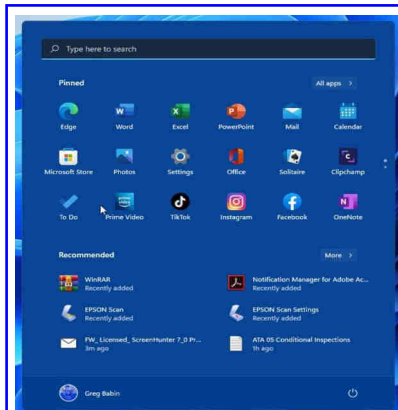 Type here to search
Pinned
All apps >
Edge
Word
Excel
PowerPoint
Mail
Calendar
Microsoft Store
Photos
Settings
Office
Solitaire
Clipchamp
To Do
Prime Video
TikTok
Instagram
Facebook
OneNote
Recommended
More >
WinRAR
Recently added
Notification Manager for Adobe Ac...
Recently added
EPSON Scan
Recently added
EPSON Scan Settings
Recently added
FW_ Licensed_ ScreenHunter 7_0 Pr...
3m ago
ATA 05 Conditional Inspections
1h ago
Greg Babin